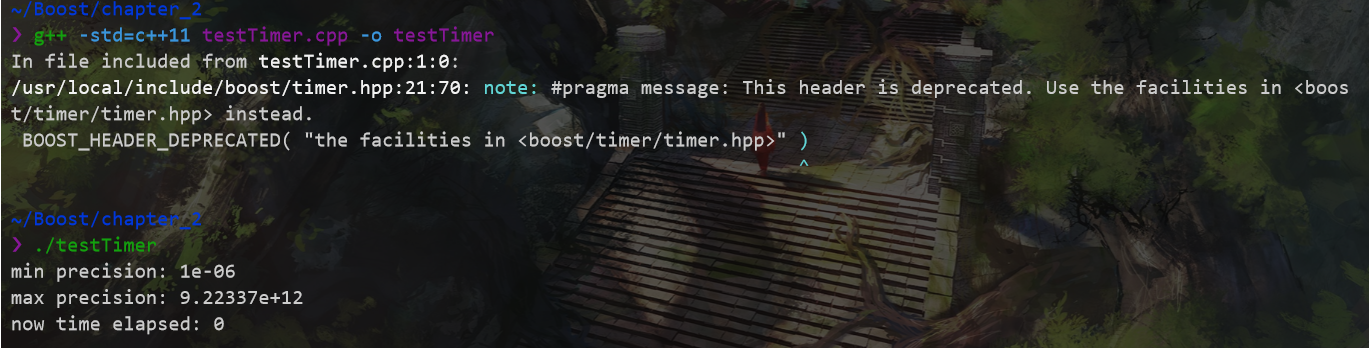 ~/Boost/chapter_2
❯ g++ -std=c++11 testTimer.cpp -o testTimer
In file included from testTimer.cpp:1:0:
/usr/local/include/boost/timer.hpp:21:70: note: #pragma message: This header is deprecated. Use the facilities in <boos
t/timer/timer.hpp> instead.
 BOOST_HEADER_DEPRECATED( "the facilities in <boost/timer/timer.hpp>" )
^
~/Boost/chapter_2
❯ ./testTimer
min precision: 1e-06
max precision: 9.22337e+12
now time elapsed: 0